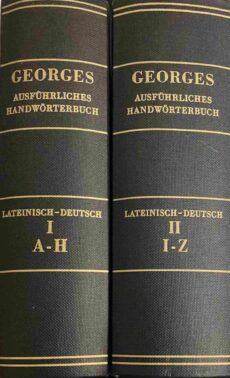 GEORGES
AUSFÜHRLICHES
HANDWÖRTERBUCH
LATEINISCH-DEUTSCH
I
A-H
GEORGES
AUSFÜHRLICHES
HANDWÖRTERBUCH
LATEINISCH-DEUTSCH
II
I-Z